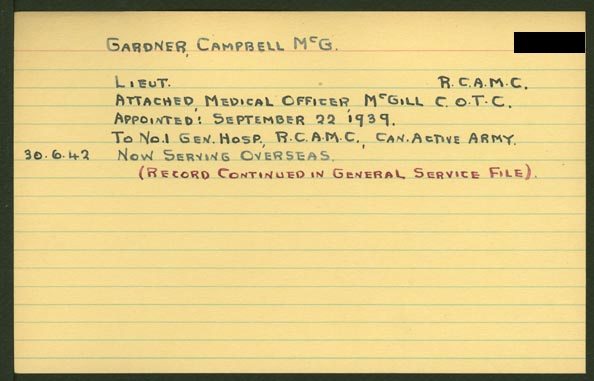 GARDNER, CAMPBELL McG.
LIEUT. R.C.A.M.C.
ATTACHED, MEDICAL OFFICER, McGILL C.O.T.C.
APPOINTED: SEPTEMBER 22 1939.
TO NO.1 GEN. HOSP., R.C.A.M.C., CAN. ACTIVE ARMY.
30.6.42 NOW SERVING OVERSEAS.
(RECORD CONTINUED IN GENERAL SERVICE FILE).